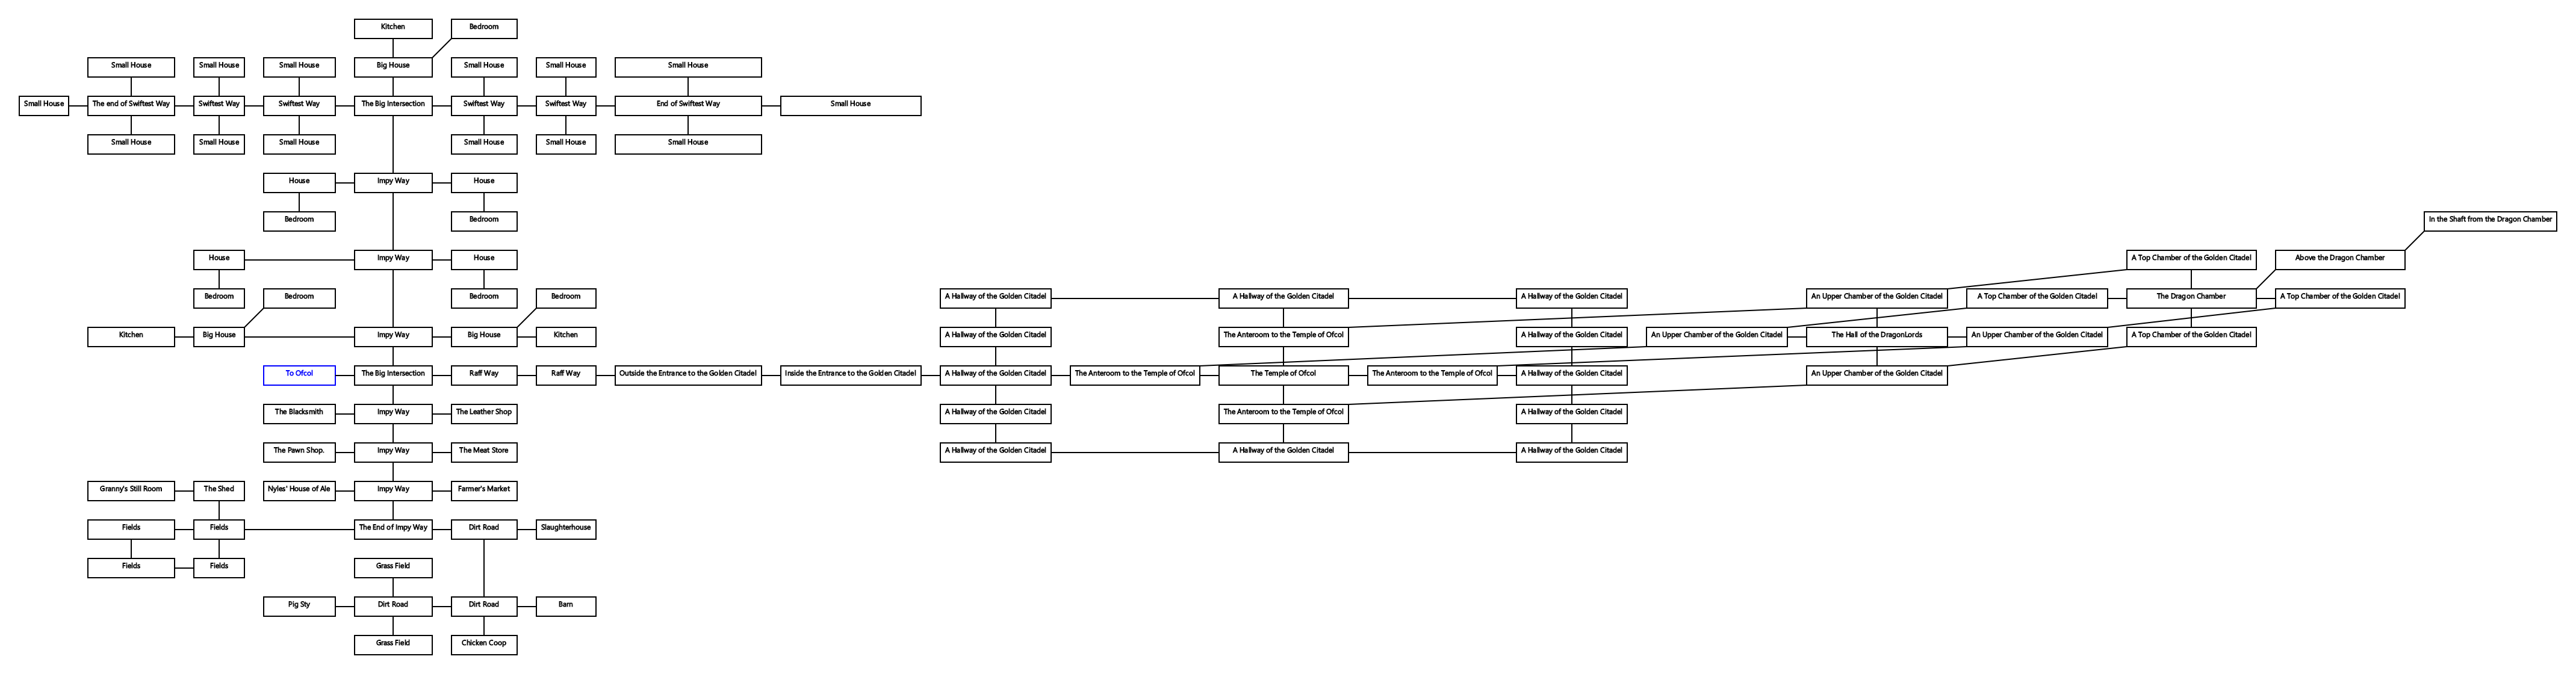 Kitchen
Bedroom
Small House
Small House
Small House
Big House
Small House
Small House
Small House
Small House
The end of Swiftest Way
Swiftest Way
Swiftest Way
The Big Intersection
Swiftest Way
Swiftest Way
End of Swiftest Way
Small House
Small House
Small House
Small House
Small House
Small House
Small House
House
Impy Way
House
Bedroom
Bedroom
In the Shaft from the Dragon Chamber
House
Impy Way
House
A Top Chamber of the Golden Citadel
Above the Dragon Chamber
Bedroom
Bedroom
Bedroom
Bedroom
A Hallway of the Golden Citadel
A Hallway of the Golden Citadel
A Hallway of the Golden Citadel
An Upper Chamber of the Golden Citadel
A Top Chamber of the Golden Citadel
The Dragon Chamber
A Top Chamber of the Golden Citadel
Kitchen
Big House
Impy Way
Big House
Kitchen
A Hallway of the Golden Citadel
The Anteroom to the Temple of Ofcol
A Hallway of the Golden Citadel
An Upper Chamber of the Golden Citadel
The Hall of the DragonLords
An Upper Chamber of the Golden Citadel
A Top Chamber of the Golden Citadel
To Ofcol
The Big Intersection
Raff Way
Raff Way
Outside the Entrance to the Golden Citadel
Inside the Entrance to the Golden Citadel
A Hallway of the Golden Citadel
The Anteroom to the Temple of Ofcol
The Temple of Ofcol
The Anteroom to the Temple of Ofcol
A Hallway of the Golden Citadel
An Upper Chamber of the Golden Citadel
The Blacksmith
Impy Way
The Leather Shop
A Hallway of the Golden Citadel
The Anteroom to the Temple of Ofcol
A Hallway of the Golden Citadel
The Pawn Shop.
Impy Way
The Meat Store
A Hallway of the Golden Citadel
A Hallway of the Golden Citadel
A Hallway of the Golden Citadel
Granny's Still Room
The Shed
Nyles' House of Ale
Impy Way
Farmer's Market
Fields
Fields
The End of Impy Way
Dirt Road
Slaughterhouse
Fields
Fields
Grass Field
Pig Sty
Dirt Road
Dirt Road
Barn
Grass Field
Chicken Coop